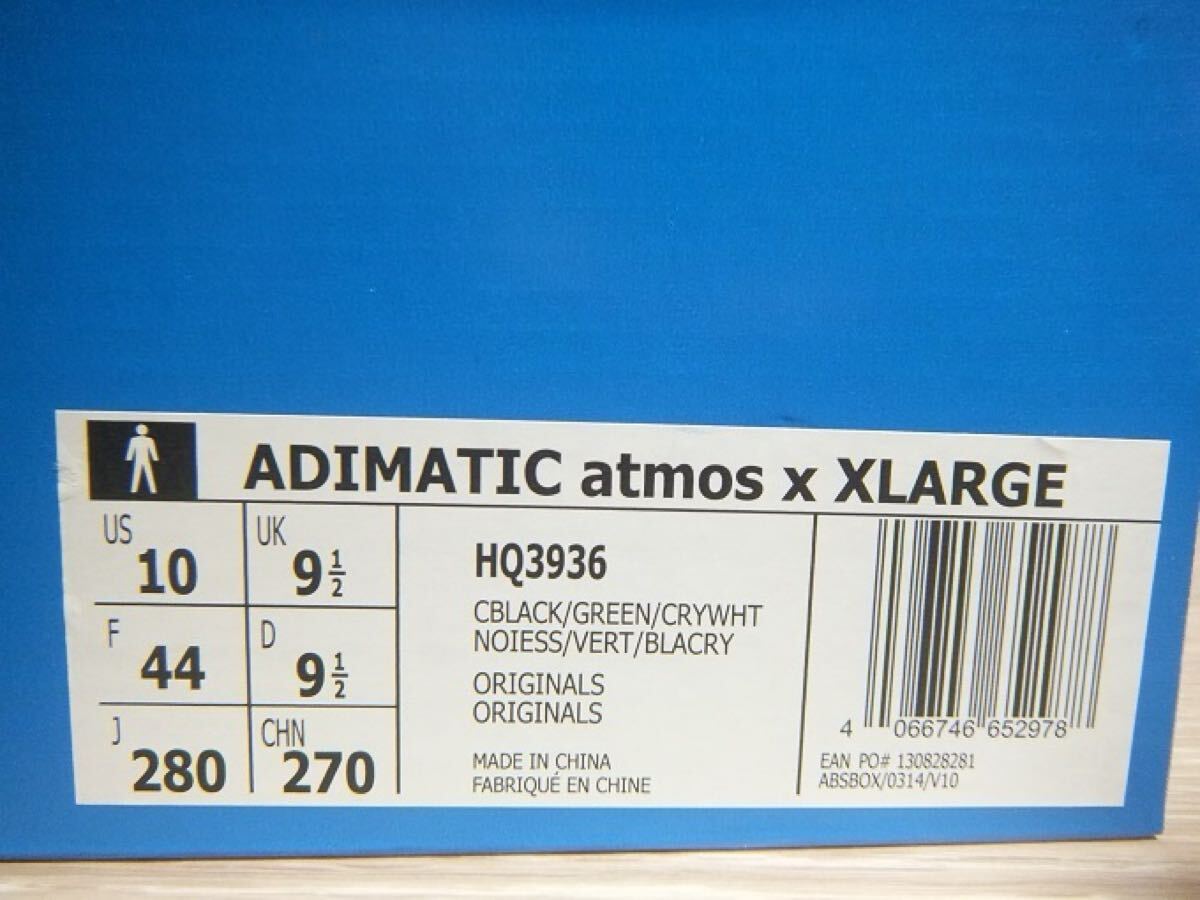 ADIMATIC atmos x XLARGE
US 10
UK 9 1/2
F 44
D 9 1/2
J 280
CHN 270
HQ3936
CBLACK/GREEN/CRYWHT
NOIESS/VERT/BLACRY
ORIGINALS
ORIGINALS
MADE IN CHINA
FABRIQUÉ EN CHINE
4 066746 652978
EAN PO# 130828281
ABSBOX/0314/V10